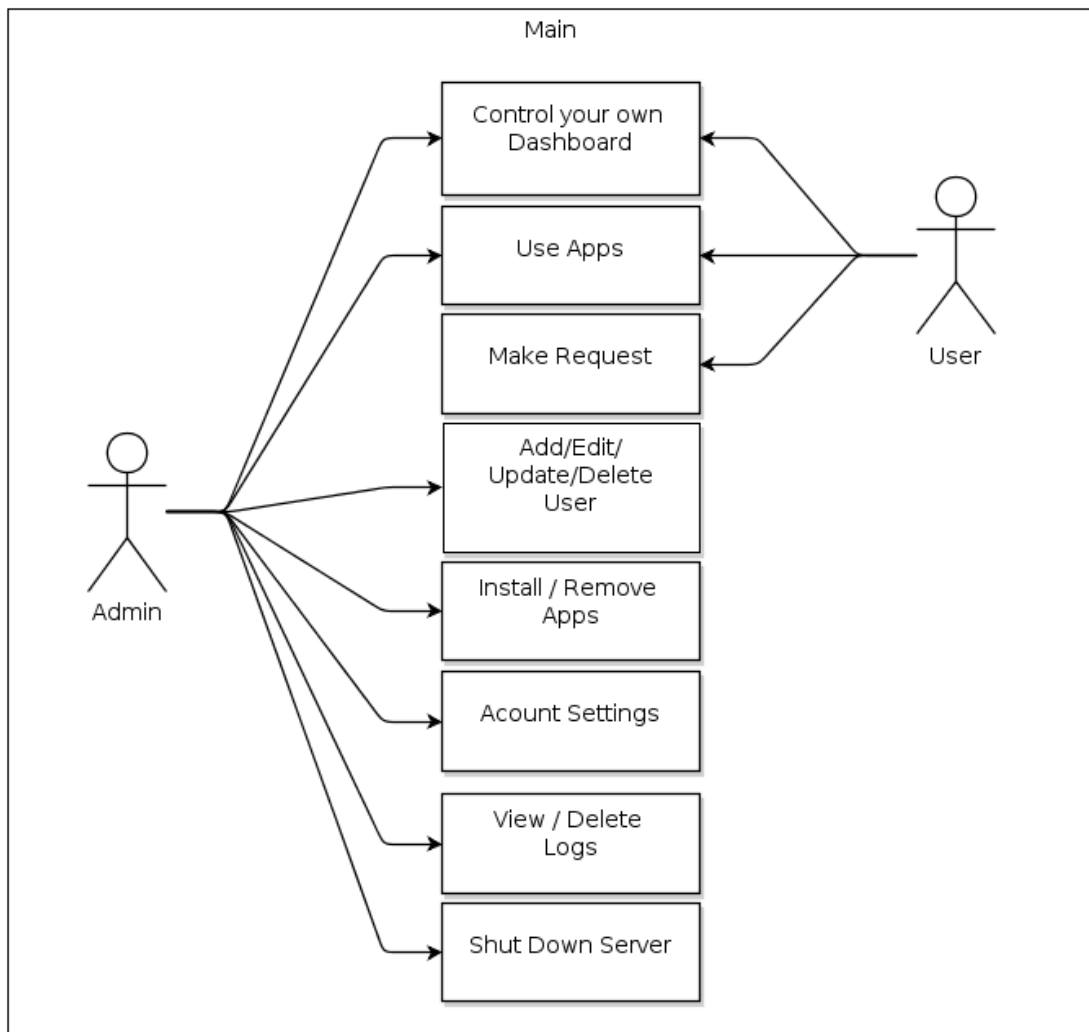 Main
Control your own
Dashboard
Use Apps
Make Request
User
Add/Edit/
Update/Delete
User
Admin
Install / Remove
Apps
Acount Settings
View / Delete
Logs
Shut Down Server